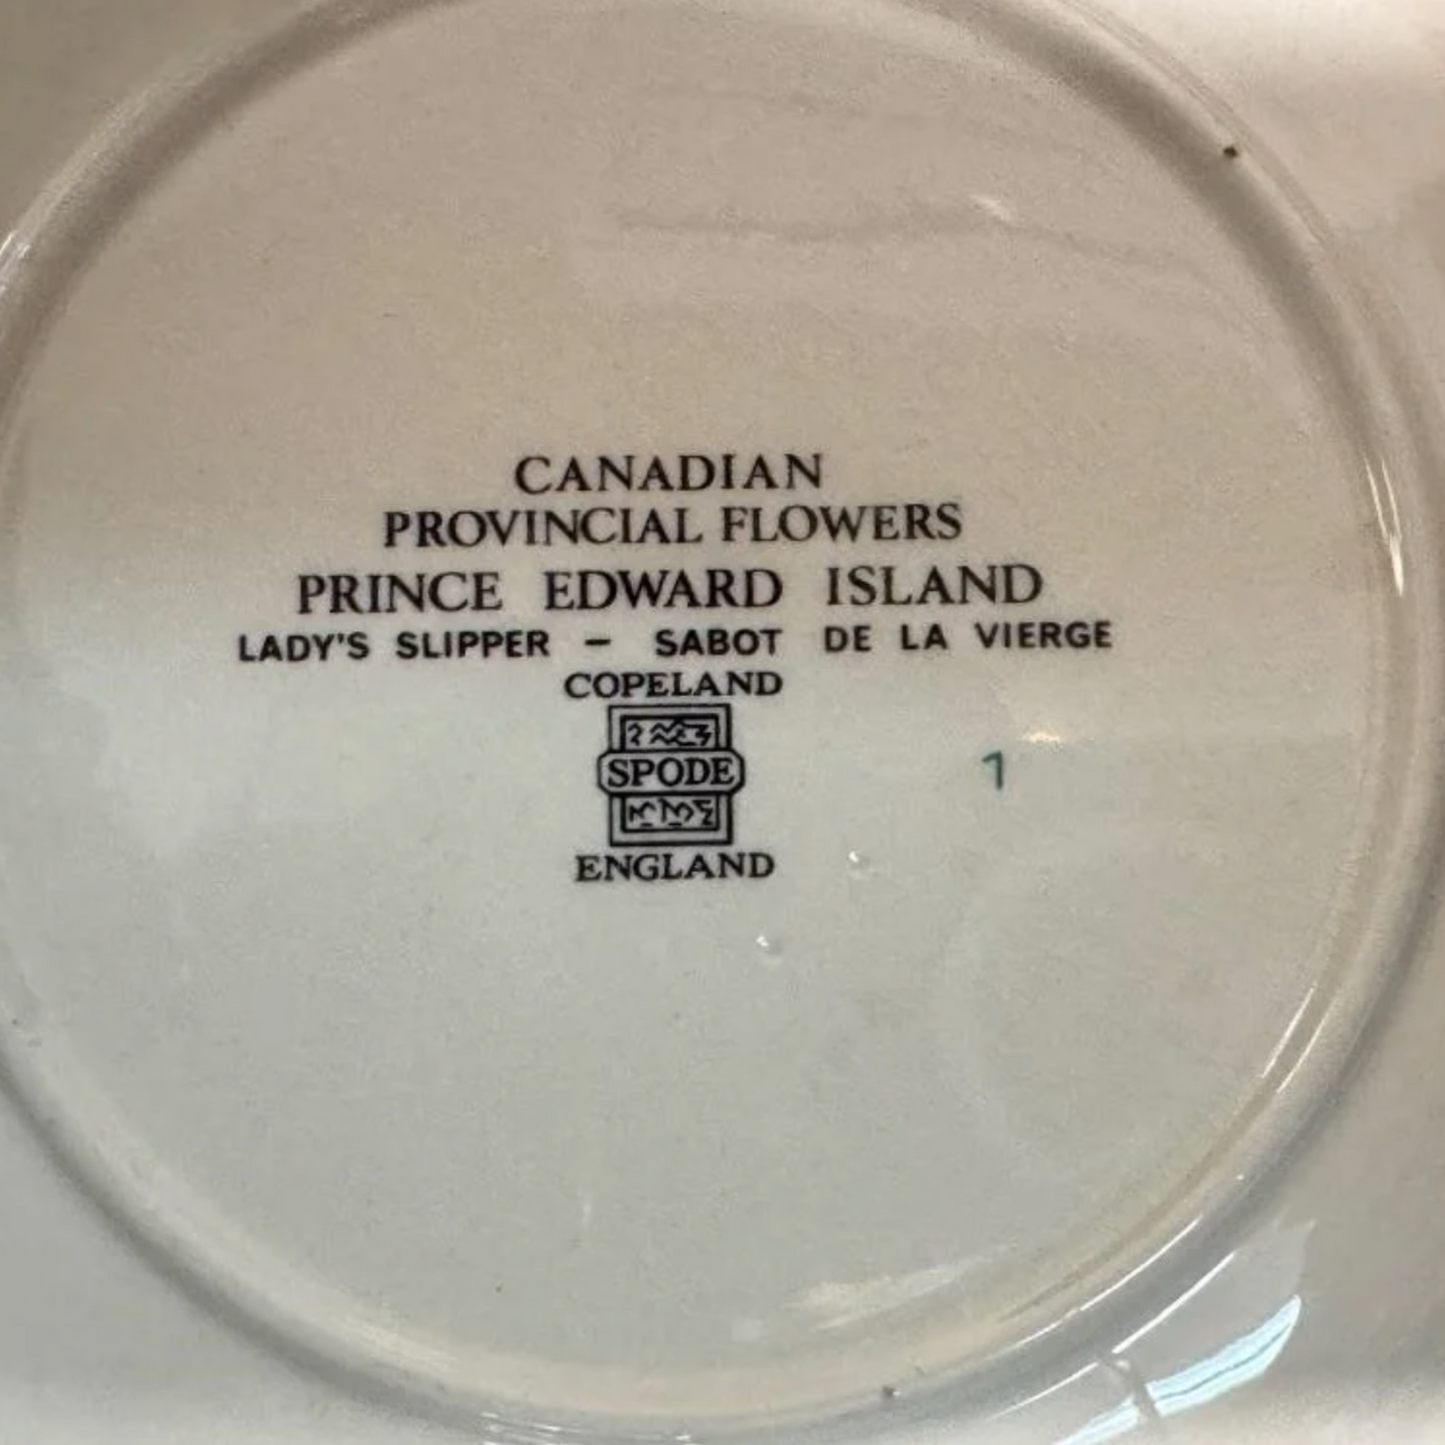 CANADIAN
PROVINCIAL FLOWERS
PRINCE EDWARD ISLAND
LADY'S SLIPPER – SABOT DE LA VIERGE
COPELAND
SPODE
ENGLAND
1